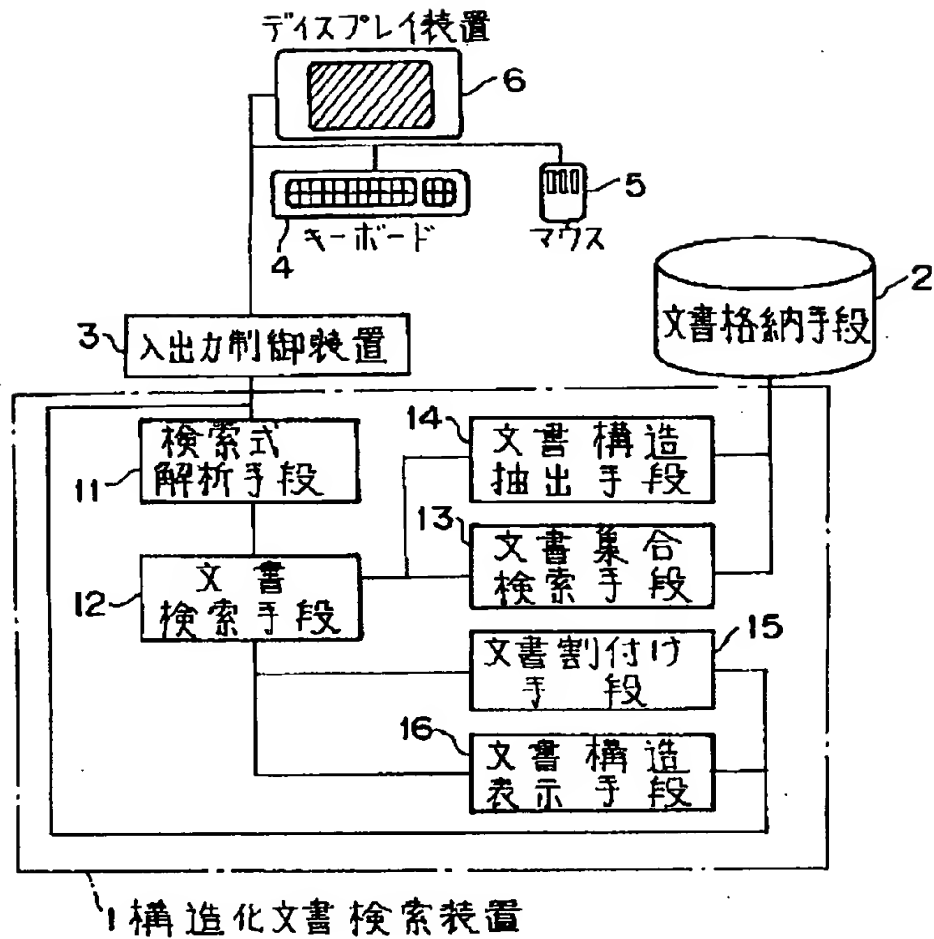 ディスプレイ装置
6
5
4
キーボード
マウス
2
文書格納手段
3
入出力制御装置
14
文書構造
抽出手段
11
検索式
解析手段
13
文書集合
検索手段
12
文書
検索手段
15
文書割付け
手段
16
文書構造
表示手段
1 構造化文書検索装置